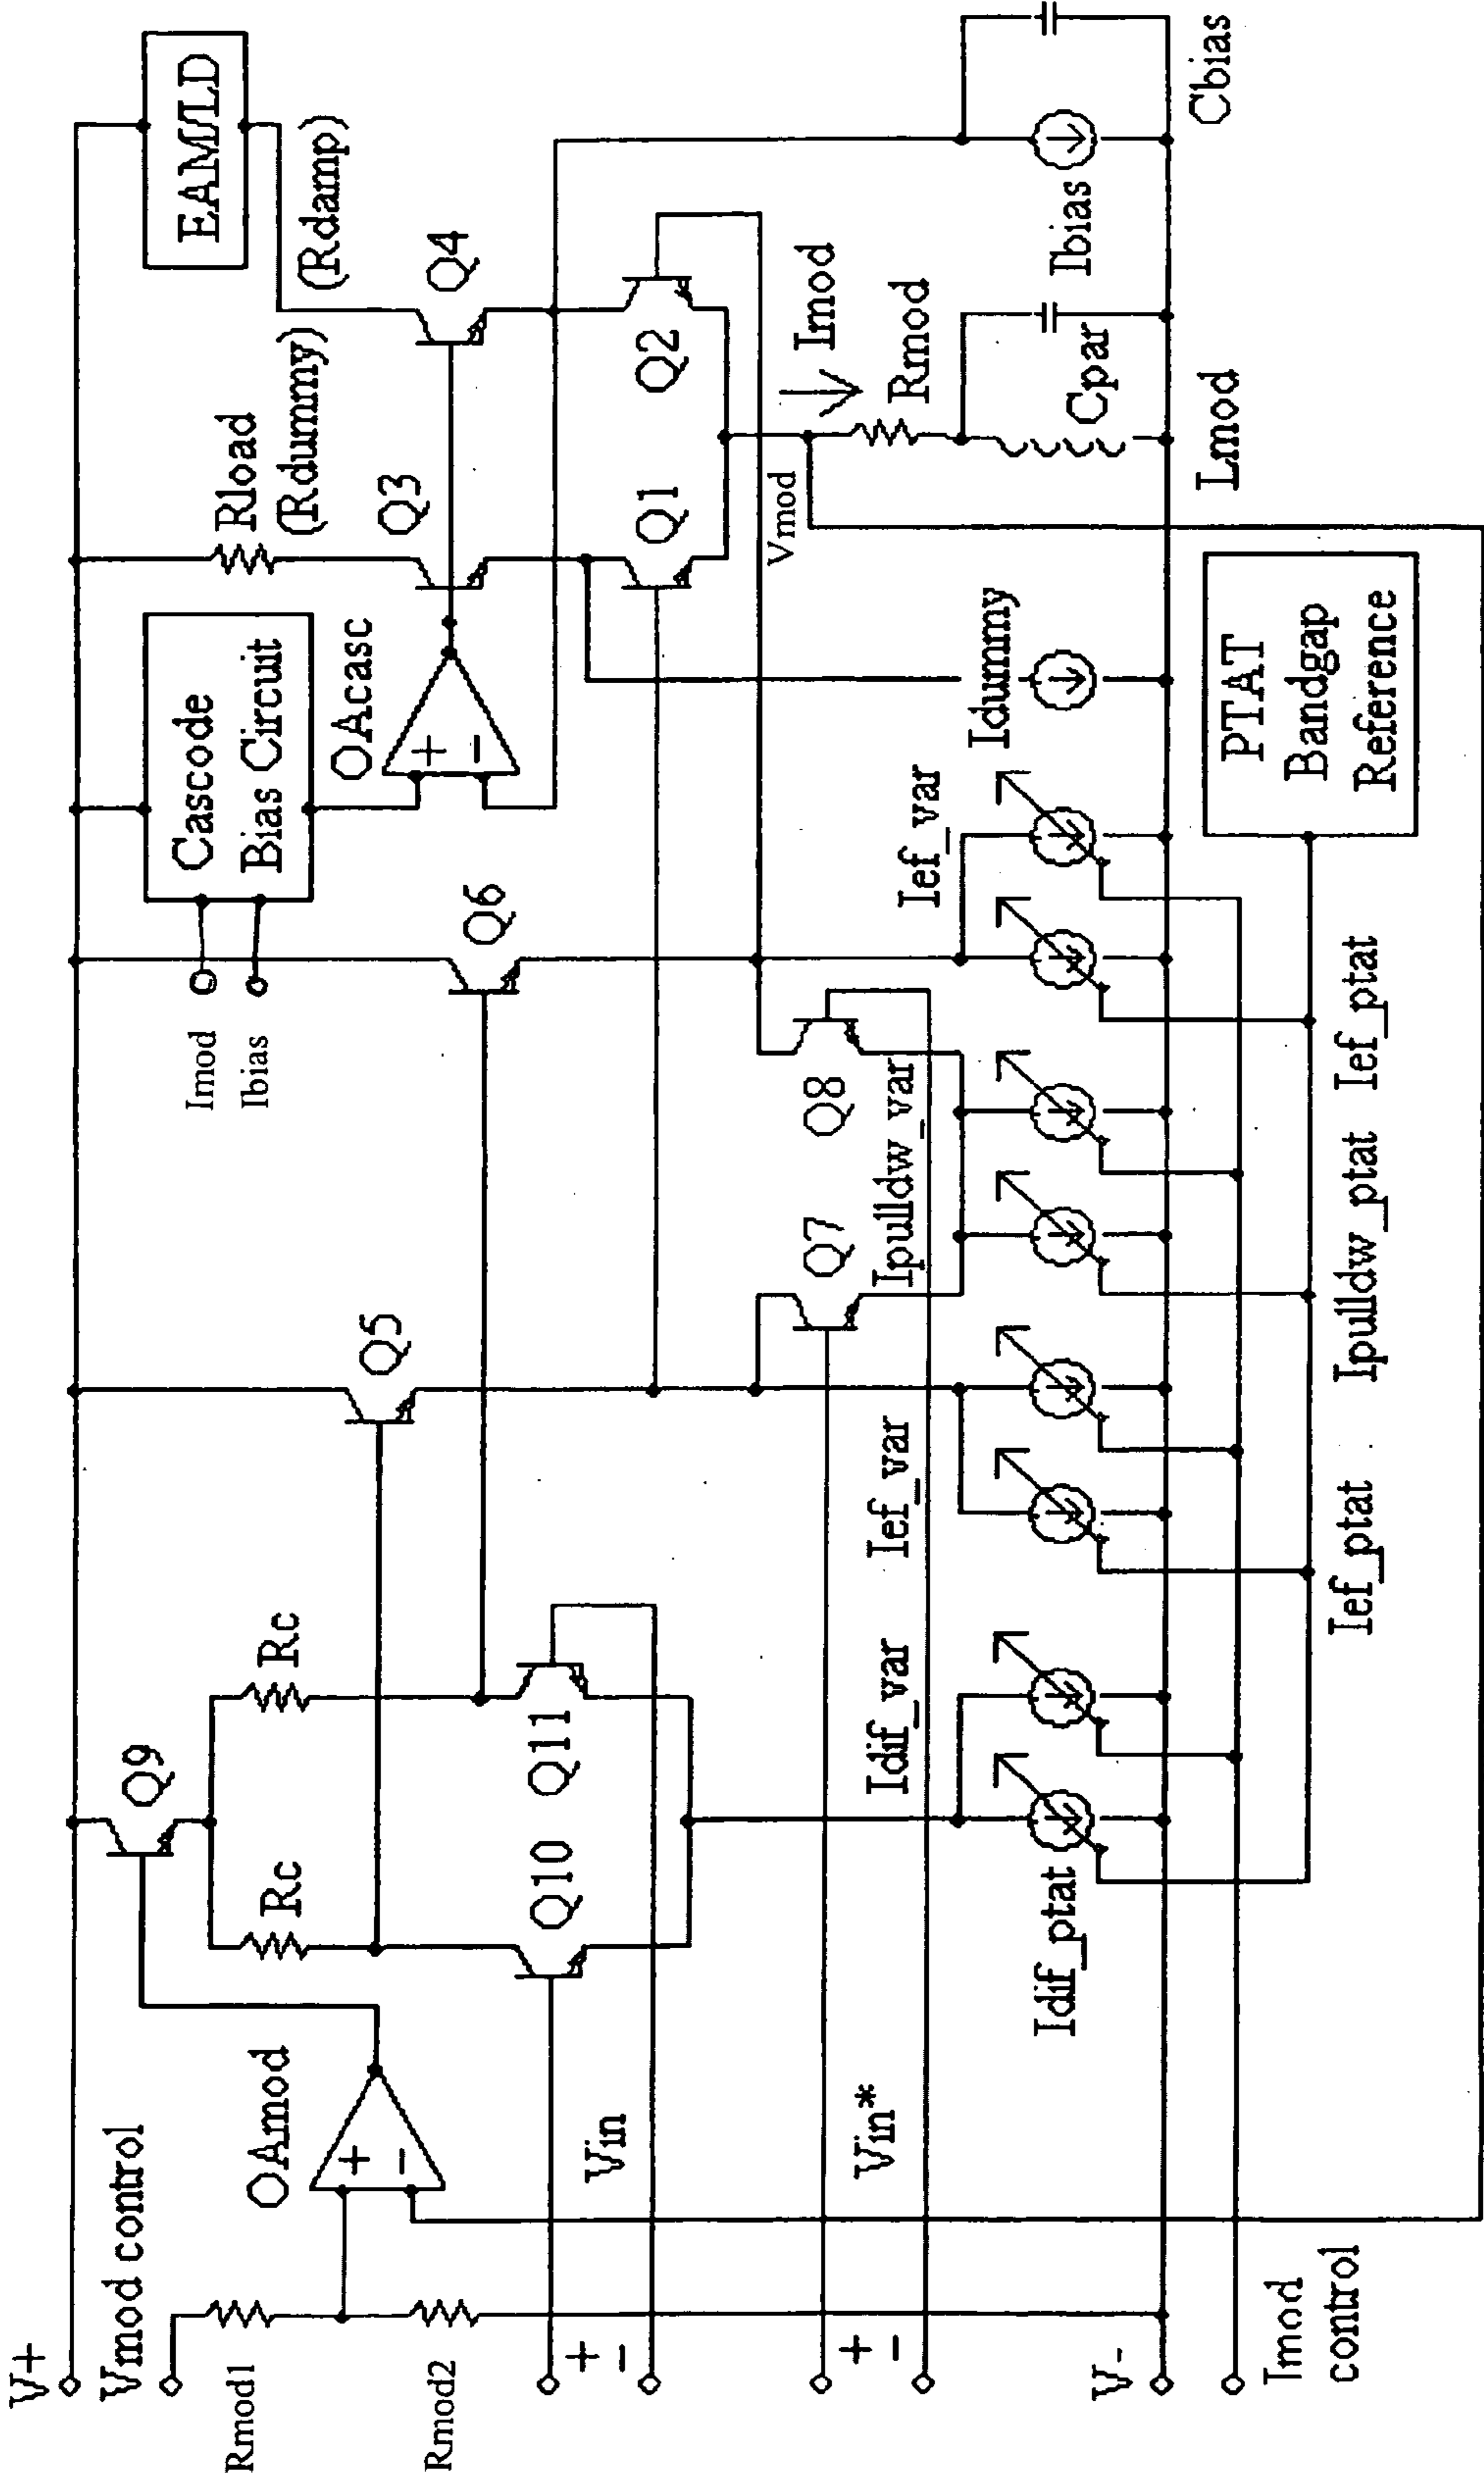 V+
Vmod control
Rmod1
Rmod2
OAmod
+
-
Q9
Rc
Rc
Q5
Q6
Imod
Ibias
Cascode
Bias Circuit
OAcasc
+
-
Rload
(Rdummy)
Q3
EAM/LD
(Rdamp)
Q4
Q10
Q11
Vin
+
-
Q1
Q2
Vmod
Imod
Rmod
Cpar
Lmod
Ibias
Cbias
Vin*
+
-
Q7
Q8
Ipulldw_var
Idif_var
Ief_var
Ief_var
Idummy
Idif_ptat
Ief_ptat
Ipulldw_ptat
Ief_ptat
PTAT
Bandgap
Reference
V-
Imod
control